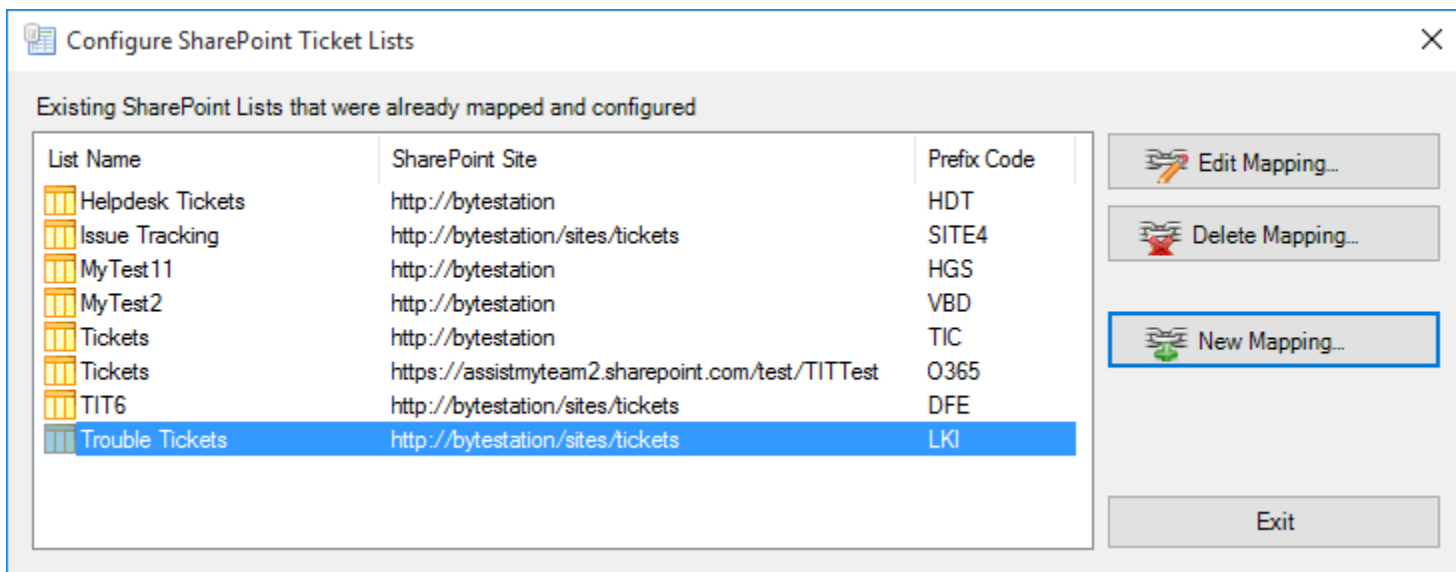 Configure SharePoint Ticket Lists
Existing SharePoint Lists that were already mapped and configured
List Name SharePoint Site Prefix Code
Helpdesk Tickets http://bytestation HDT
Issue Tracking http://bytestation/sites/tickets SITE4
MyTest11 http://bytestation HGS
MyTest2 http://bytestation VBD
Tickets http://bytestation TIC
Tickets https://assistmyteam2.sharepoint.com/test/TITTest O365
TIT6 http://bytestation/sites/tickets DFE
Trouble Tickets http://bytestation/sites/tickets LKI
Edit Mapping...
Delete Mapping...
New Mapping...
Exit